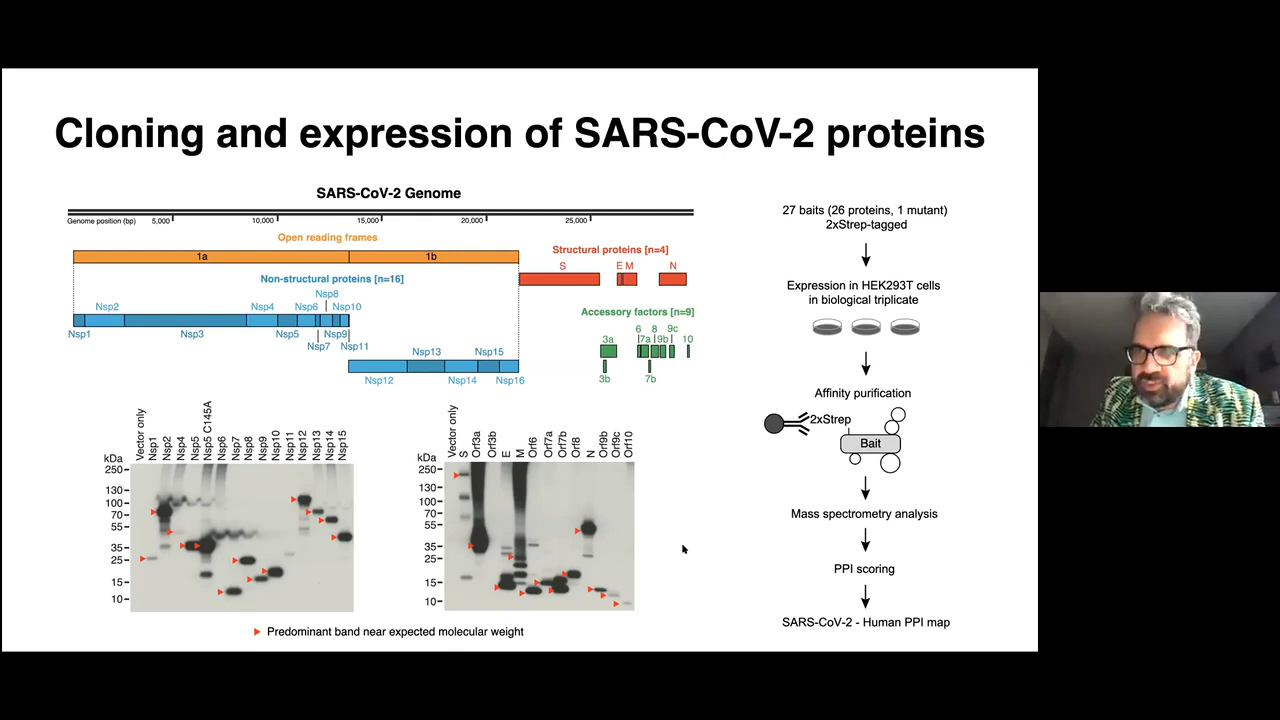 Cloning and expression of SARS-CoV-2 proteins
SARS-CoV-2 Genome
Genome position (bp) 5,000 10,000 15,000 20,000 25,000
Open reading frames
1a 1b
Structural proteins [n=4]
S E M N
Non-structural proteins [n=16]
Nsp8
Nsp2 Nsp4 Nsp6 Nsp10
Nsp1 Nsp3 Nsp5 Nsp9
Nsp7 Nsp11
Nsp13 Nsp15
Nsp12 Nsp14 Nsp16
Accessory factors [n=9]
6 8 9c
3a 7a 9b 10
3b 7b
Vector only Nsp1 Nsp2 Nsp4 Nsp5 Nsp5 C145A Nsp6 Nsp7 Nsp8 Nsp9 Nsp10 Nsp11 Nsp12 Nsp13 Nsp14 Nsp15
kDa
250
130
100
70
55
35
25
15
10
Vector only S Orf3a Orf3b E M Orf6 Orf7a Orf7b Orf8 N Orf9b Orf9c Orf10
kDa
250
130
100
70
55
35
25
15
10
Predominant band near expected molecular weight
27 baits (26 proteins, 1 mutant)
2xStrep-tagged
Expression in HEK293T cells
in biological triplicate
Affinity purification
2xStrep
Bait
Mass spectrometry analysis
PPI scoring
SARS-CoV-2 - Human PPI map